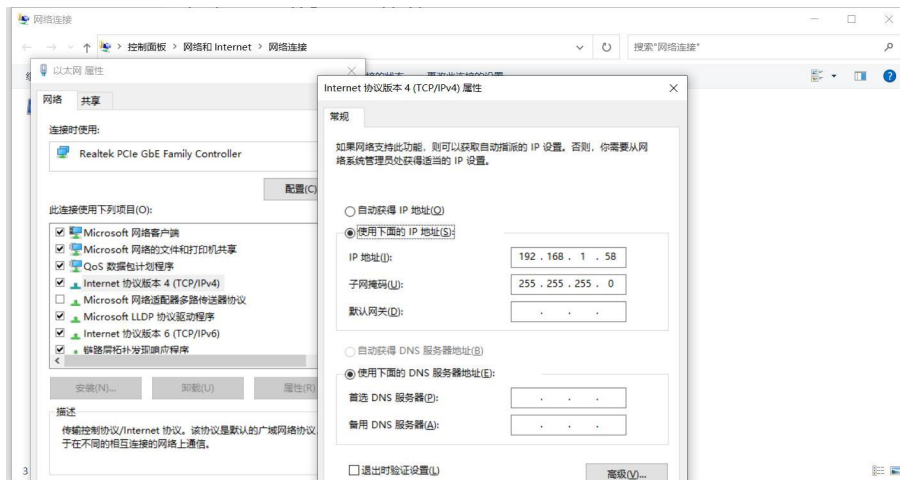 网络连接
控制面板 > 网络和 Internet > 网络连接
搜索"网络连接"
以太网 属性
网络 共享
连接时使用:
Realtek PCIe GbE Family Controller
配置(C)
此连接使用下列项目(O):
Microsoft 网络客户端
Microsoft 网络的文件和打印机共享
QoS 数据包计划程序
Internet 协议版本 4 (TCP/IPv4)
Microsoft 网络适配器多路传送器协议
Microsoft LLDP 协议驱动程序
Internet 协议版本 6 (TCP/IPv6)
链路层拓扑发现响应程序
安装(N)... 卸载(U) 属性(R)
描述
传输控制协议/Internet 协议。该协议是默认的广域网络协议,
于在不同的相互连接的网络上通信。
3
Internet 协议版本 4 (TCP/IPv4) 属性
常规
如果网络支持此功能，则可以获取自动指派的 IP 设置。否则，你需要从网
络系统管理员处获得适当的 IP 设置。
自动获得 IP 地址(O)
使用下面的 IP 地址(S):
IP 地址(I): 192 . 168 . 1 . 58
子网掩码(U): 255 . 255 . 255 . 0
默认网关(D): . . .
自动获得 DNS 服务器地址(B)
使用下面的 DNS 服务器地址(E):
首选 DNS 服务器(P): . . .
备用 DNS 服务器(A): . . .
退出时验证设置(L)
高级(V)...